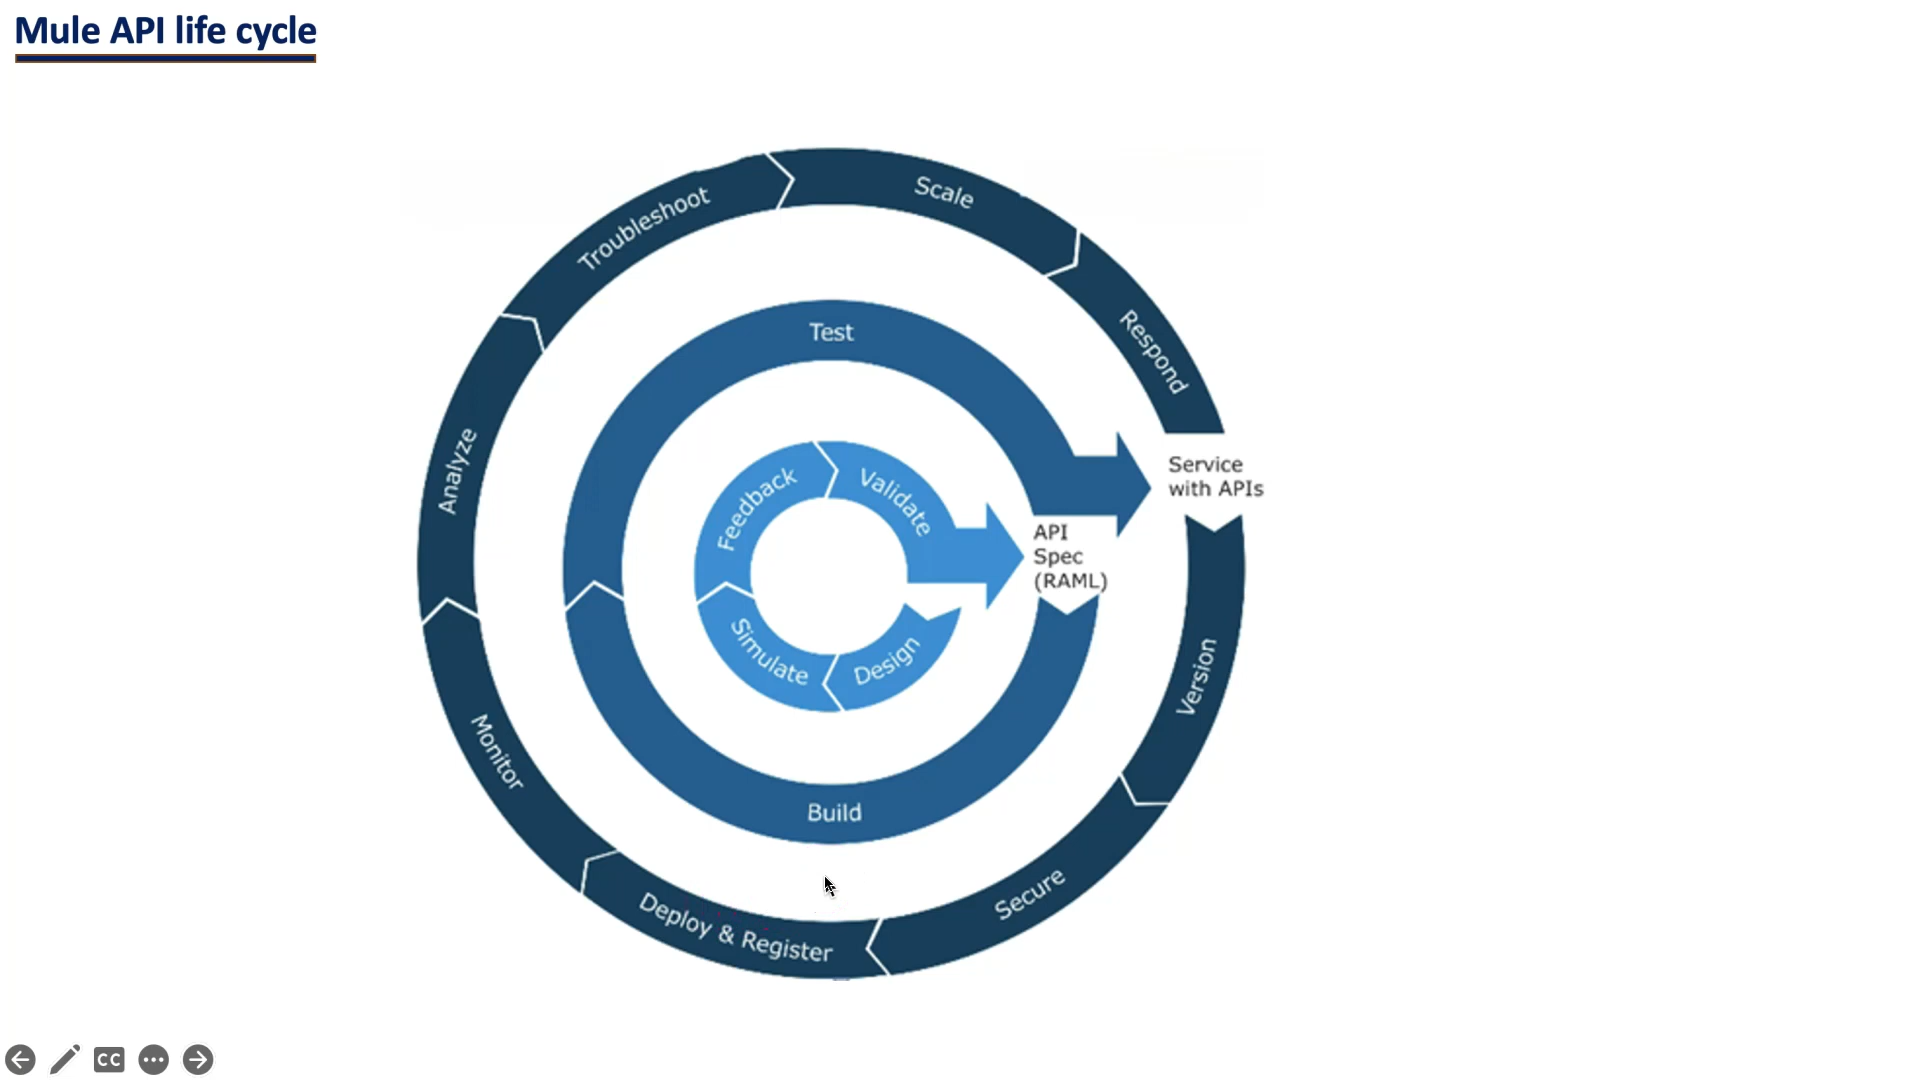 Mule API life cycle
Troubleshoot
Scale
Respond
Analyze
Test
Service
with APIs
Feedback
Validate
API
Spec
(RAML)
Simulate
Design
Version
Monitor
Build
Secure
Deploy & Register
CC